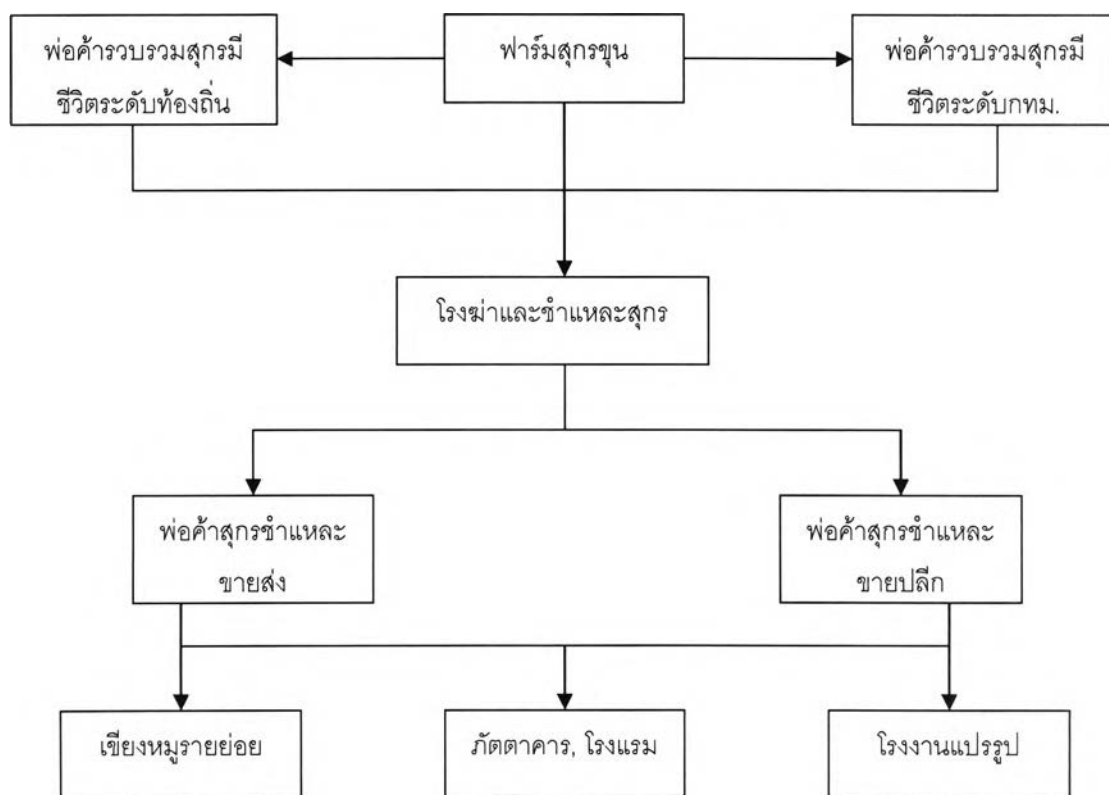 พ่อค้ารวบรวมสุกรมี
ชีวิตระดับท้องถิ่น
ฟาร์มสุกรขุน
พ่อค้ารวบรวมสุกรมี
ชีวิตระดับกทม.
โรงฆ่าและชำแหละสุกร
พ่อค้าสุกรชำแหละ
ขายส่ง
พ่อค้าสุกรชำแหละ
ขายปลีก
เขียงหมูรายย่อย
ภัตตาคาร, โรงแรม
โรงงานแปรรูป